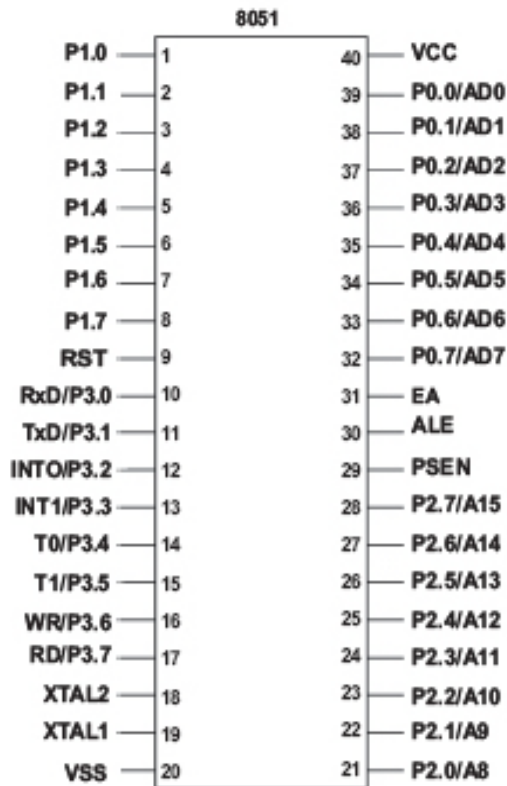 8051
P1.0 1 40 VCC
P1.1 2 39 P0.0/AD0
P1.2 3 38 P0.1/AD1
P1.3 4 37 P0.2/AD2
P1.4 5 36 P0.3/AD3
P1.5 6 35 P0.4/AD4
P1.6 7 34 P0.5/AD5
P1.7 8 33 P0.6/AD6
RST 9 32 P0.7/AD7
RxD/P3.0 10 31 EA
TxD/P3.1 11 30 ALE
INTO/P3.2 12 29 PSEN
INT1/P3.3 13 28 P2.7/A15
T0/P3.4 14 27 P2.6/A14
T1/P3.5 15 26 P2.5/A13
WR/P3.6 16 25 P2.4/A12
RD/P3.7 17 24 P2.3/A11
XTAL2 18 23 P2.2/A10
XTAL1 19 22 P2.1/A9
VSS 20 21 P2.0/A8